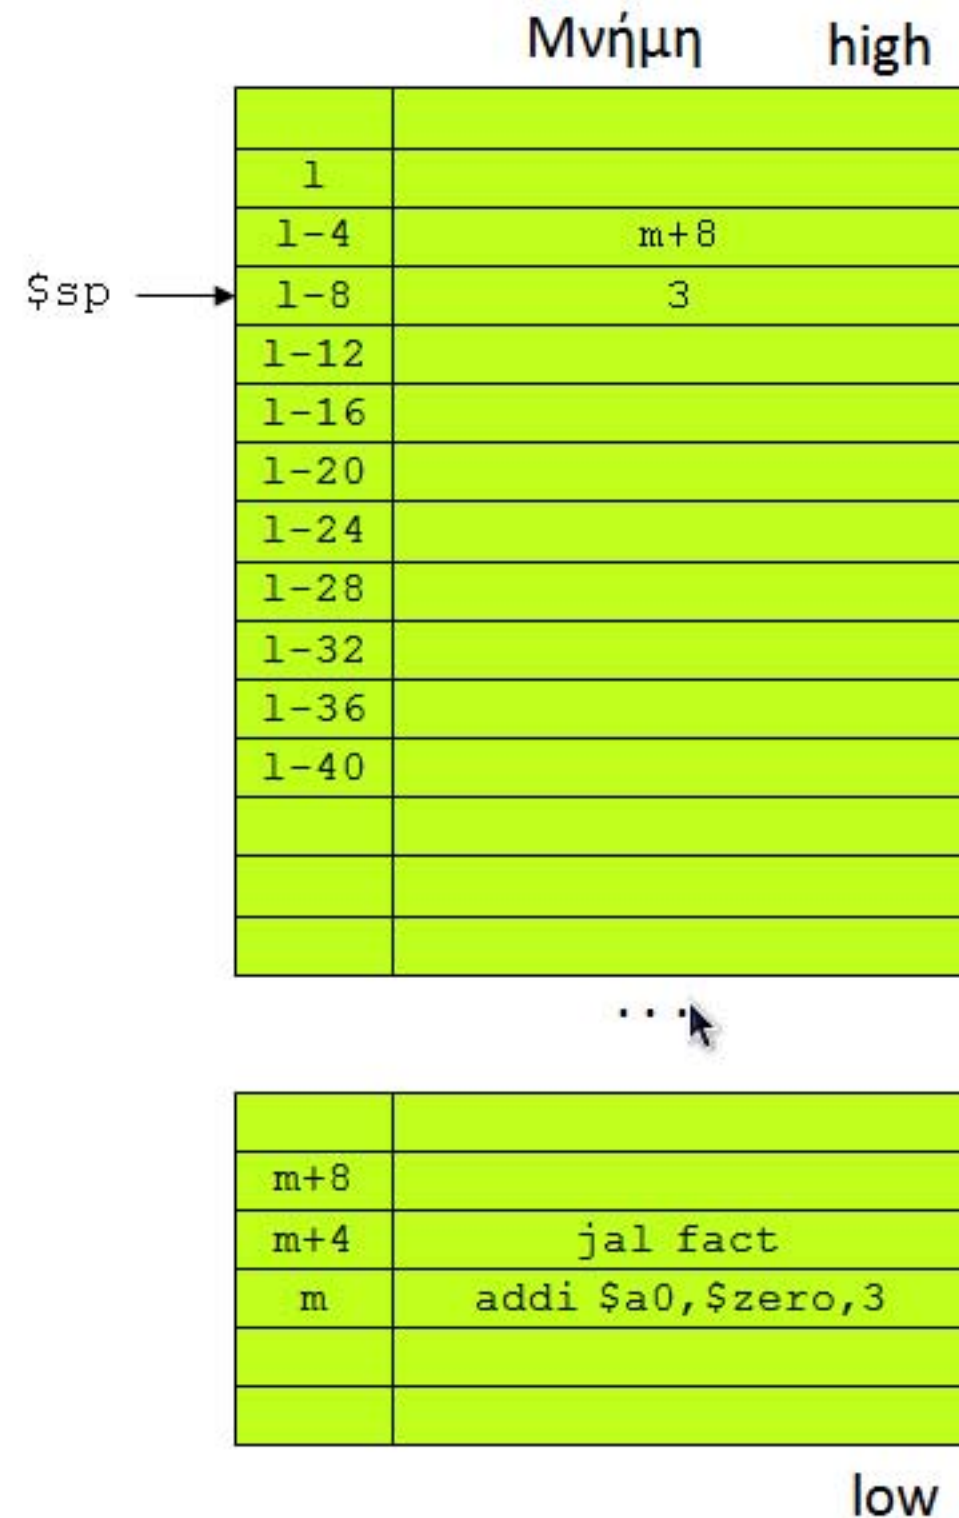 Μνήμη high
l
l-4 m+8
$sp l-8 3
l-12
l-16
l-20
l-24
l-28
l-32
l-36
l-40
...
m+8
m+4 jal fact
m addi $a0,$zero,3
low